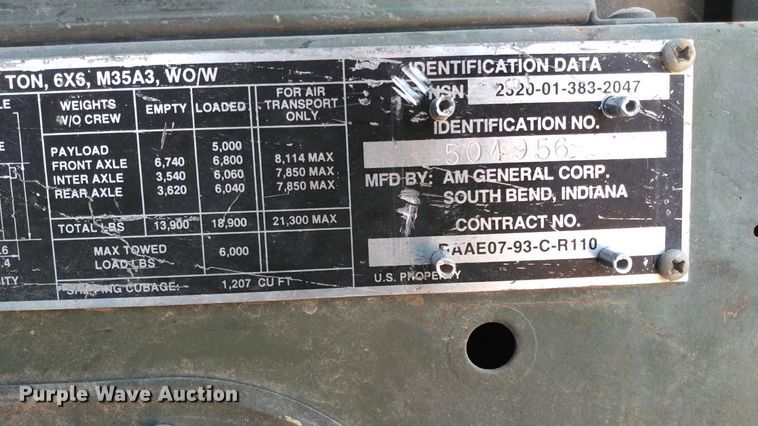 TON, 6X6, M35A3, WO/W
WEIGHTS W/O CREW EMPTY LOADED FOR AIR TRANSPORT ONLY
PAYLOAD 5,000
FRONT AXLE 6,740 6,800 8,114 MAX
INTER AXLE 3,540 6,060 7,850 MAX
REAR AXLE 3,620 6,040 7,850 MAX
TOTAL LBS 13,900 18,900 21,300 MAX
MAX TOWED LOAD LBS 6,000
CUBAGE: 1,207 CU FT
IDENTIFICATION DATA
NSN 2320-01-383-2047
IDENTIFICATION NO.
504956
MFD BY: AM GENERAL CORP.
SOUTH BEND, INDIANA
CONTRACT NO.
DAAE07-93-C-R110
U.S. PROPERTY
Purple Wave Auction